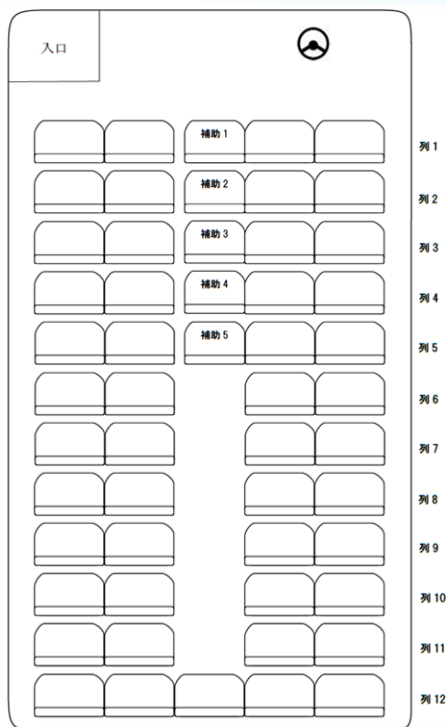 入口
補助 1
列 1
補助 2
列 2
補助 3
列 3
補助 4
列 4
補助 5
列 5
列 6
列 7
列 8
列 9
列 10
列 11
列 12